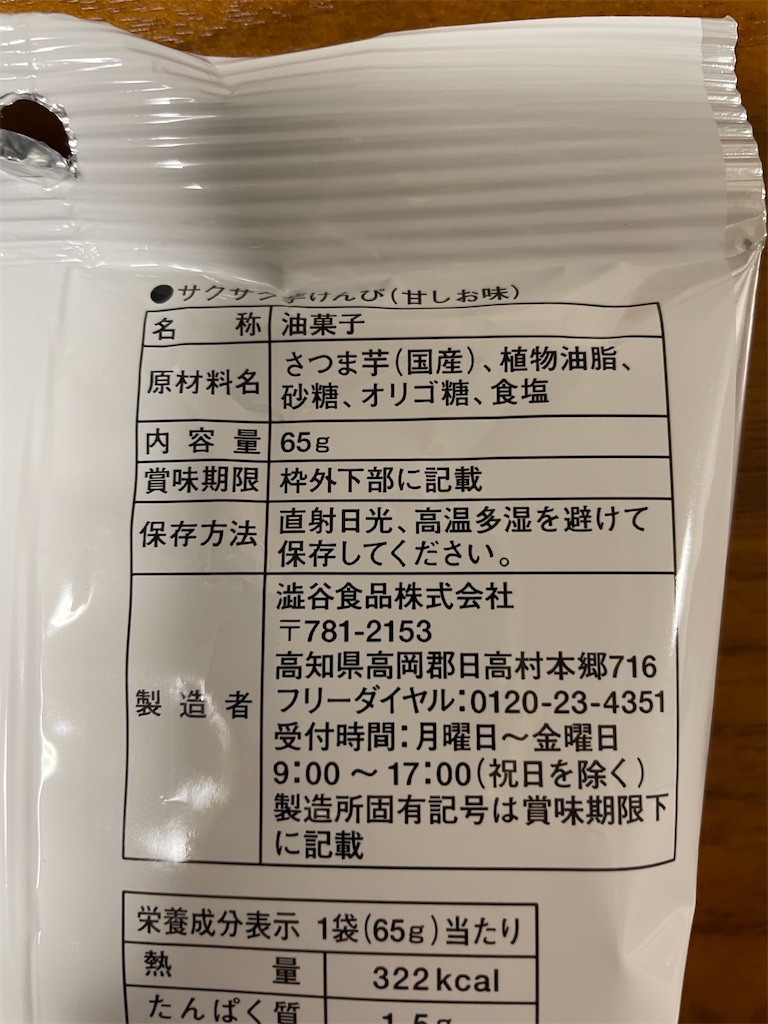 ●サクサク芋けんぴ(甘しお味)
名称 油菓子
原材料名 さつま芋(国産)、植物油脂、
砂糖、オリゴ糖、食塩
内容量 65g
賞味期限 枠外下部に記載
保存方法 直射日光、高温多湿を避けて
保存してください。
製造者 澁谷食品株式会社
〒781-2153
高知県高岡郡日高村本郷716
フリーダイヤル:0120-23-4351
受付時間:月曜日~金曜日
9:00 ~ 17:00(祝日を除く)
製造所固有記号は賞味期限下
に記載
栄養成分表示 1袋(65g)当たり
熱量 322kcal
たんぱく質 1.5g